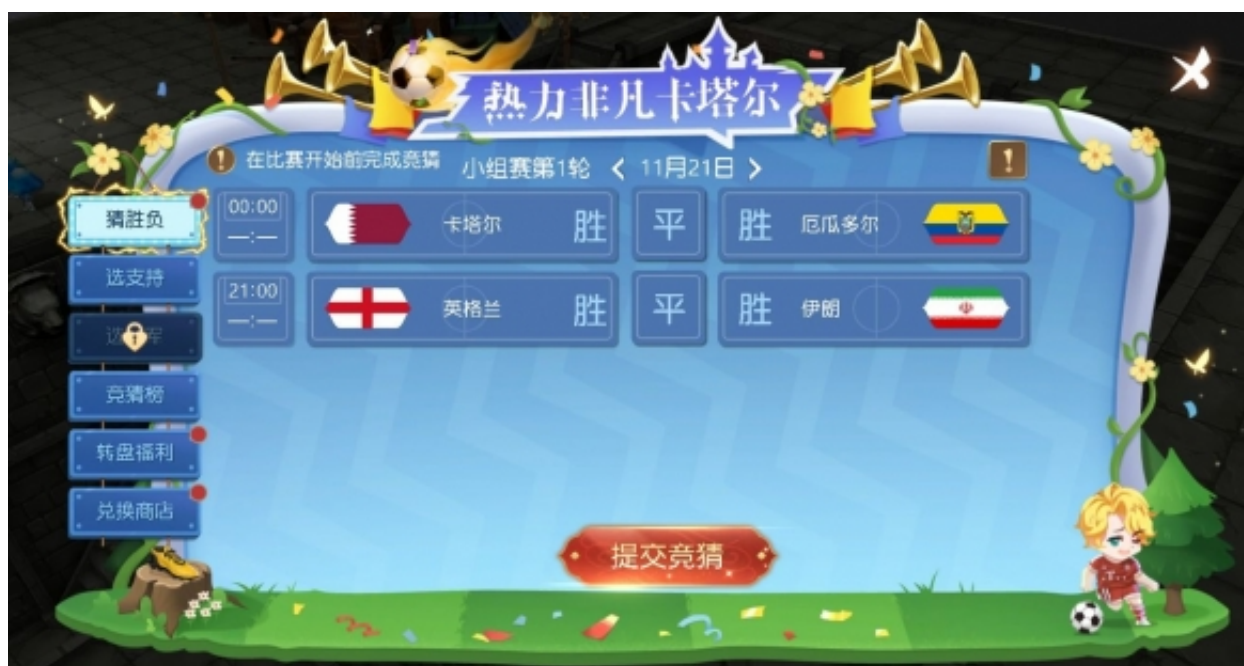 热力非凡卡塔尔
在比赛开始前完成竞猜
小组赛第1轮 < 11月21日 >
猜胜负
00:00
—:—
卡塔尔 胜 平 胜 厄瓜多尔
选支持
21:00
—:—
英格兰 胜 平 胜 伊朗
竞猜榜
转盘福利
兑换商店
提交竞猜